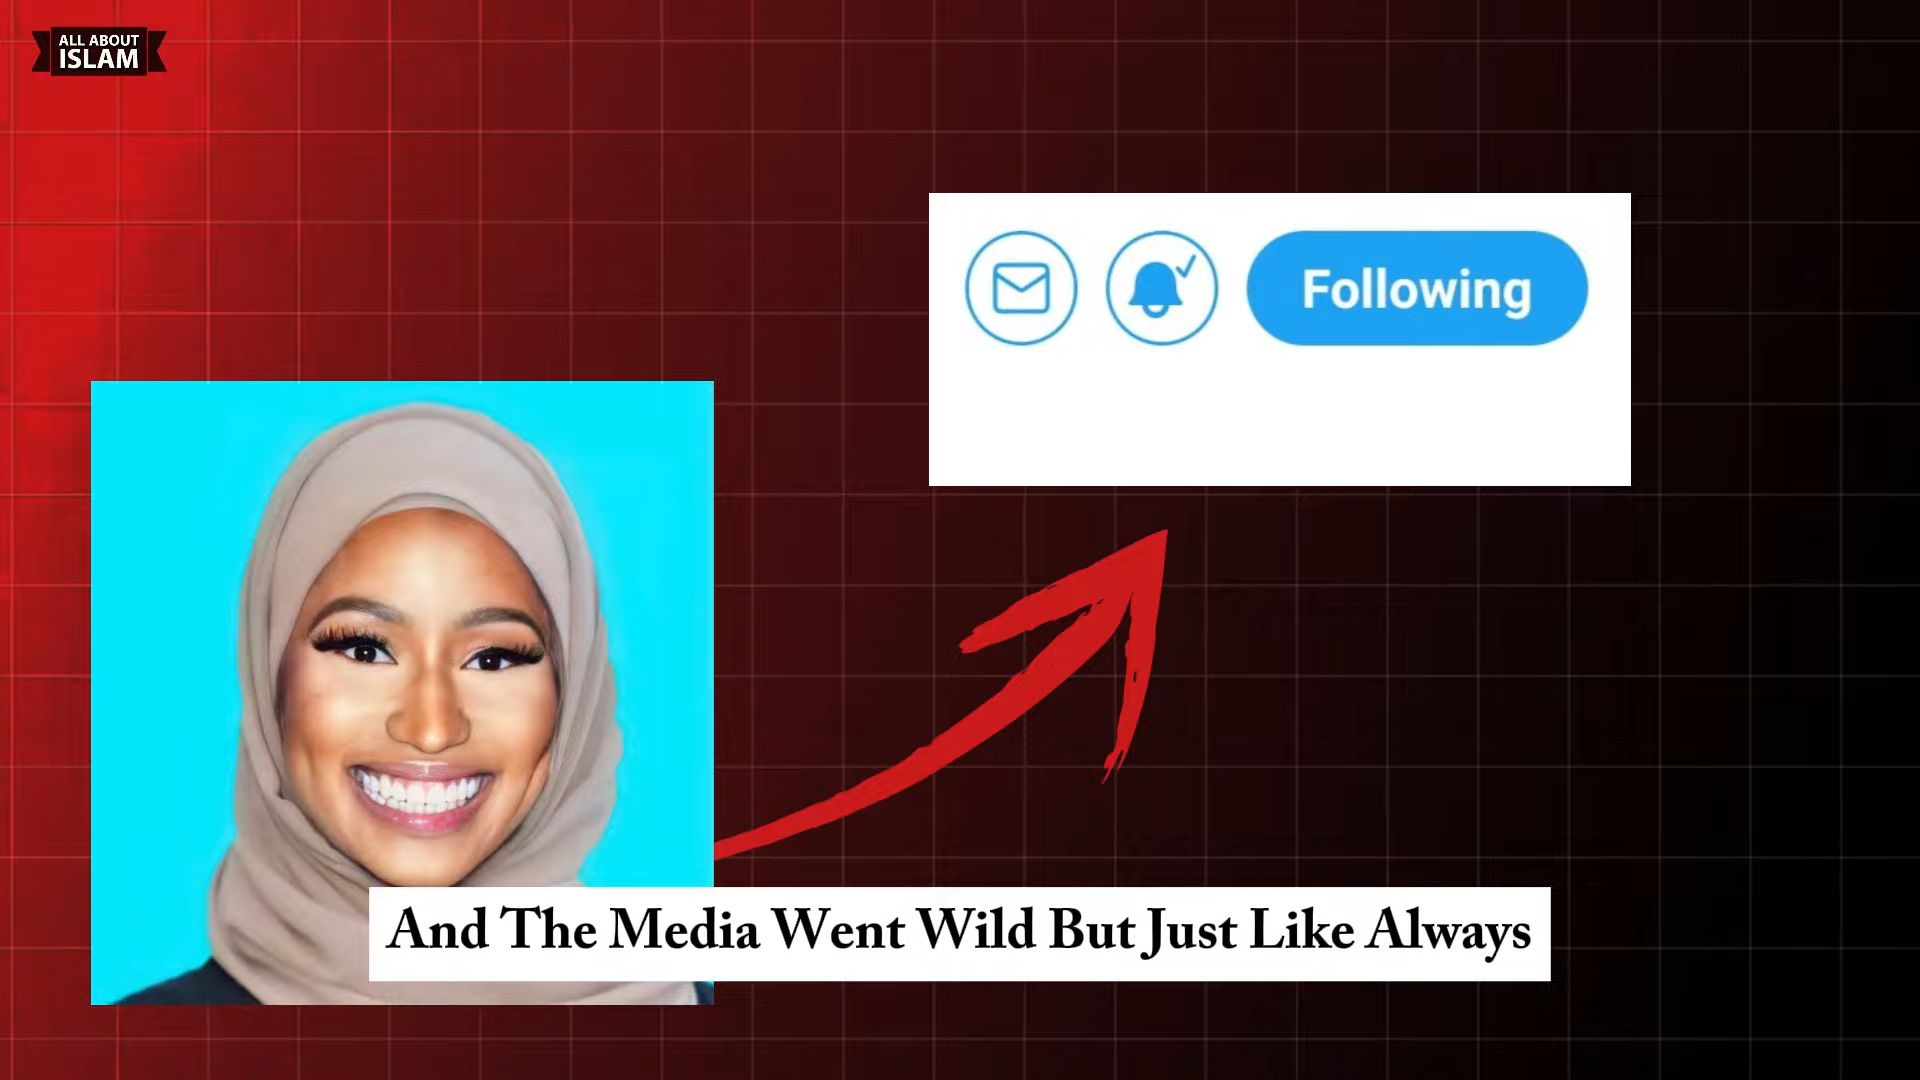 ALL ABOUT
ISLAM
Following
And The Media Went Wild But Just Like Always